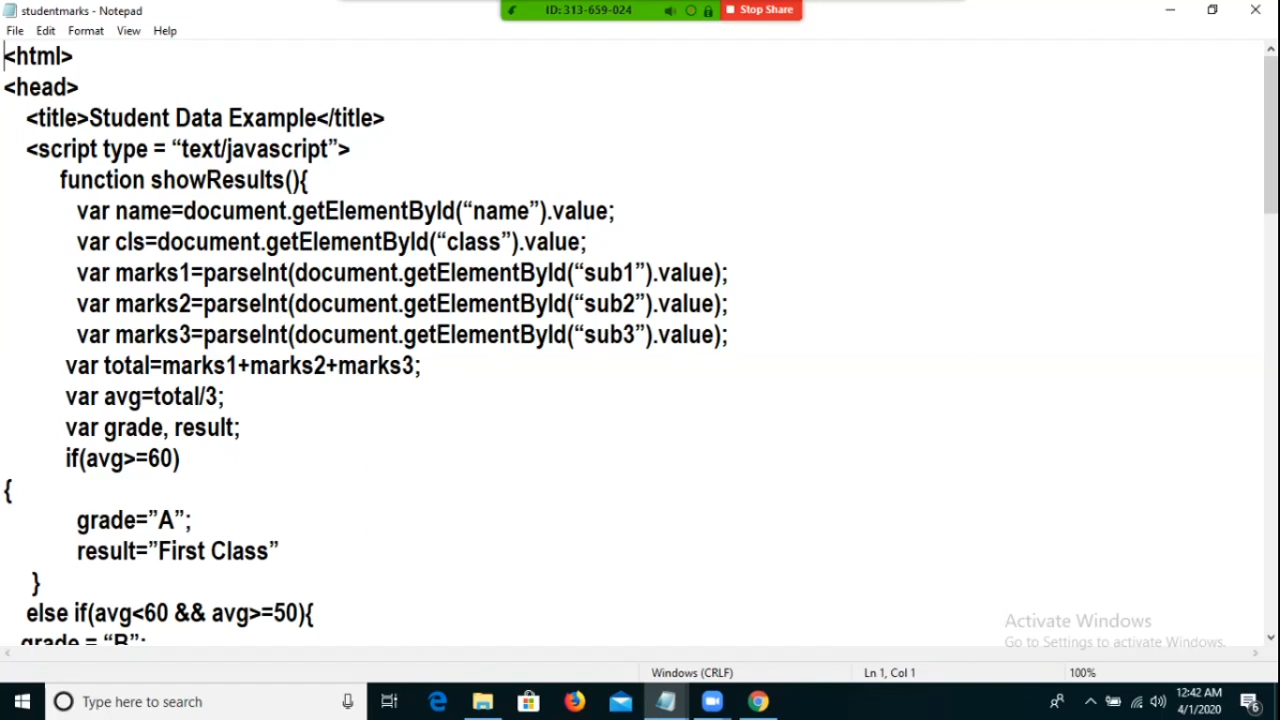 studentmarks - Notepad
ID: 313-659-024
Stop Share
File Edit Format View Help
<html>
<head>
<title>Student Data Example</title>
<script type = “text/javascript”>
function showResults(){
var name=document.getElementById(“name”).value;
var cls=document.getElementById(“class”).value;
var marks1=parseInt(document.getElementById(“sub1”).value);
var marks2=parseInt(document.getElementById(“sub2”).value);
var marks3=parseInt(document.getElementById(“sub3”).value);
var total=marks1+marks2+marks3;
var avg=total/3;
var grade, result;
if(avg>=60)
{
grade=”A”;
result=”First Class”
}
else if(avg<60 && avg>=50){
grade = “B”;
Activate Windows
Go to Settings to activate Windows.
Windows (CRLF)
Ln 1, Col 1
100%
Type here to search
12:42 AM
4/1/2020
6